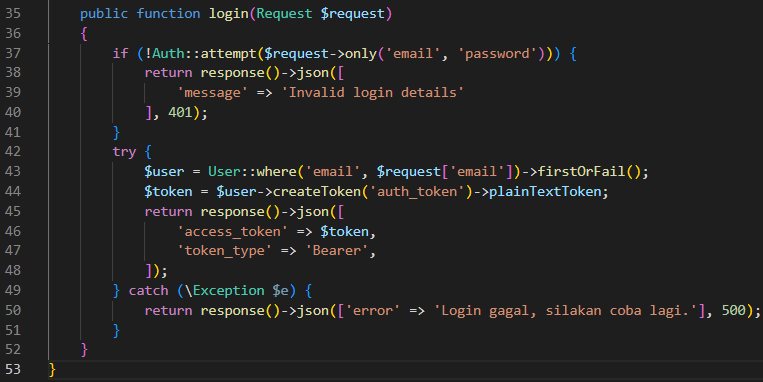 35 public function login(Request $request)
36 {
37 if (!Auth::attempt($request->only('email', 'password'))) {
38 return response()->json([
39 'message' => 'Invalid login details'
40 ], 401);
41 }
42 try {
43 $user = User::where('email', $request['email'])->firstOrFail();
44 $token = $user->createToken('auth_token')->plainTextToken;
45 return response()->json([
46 'access_token' => $token,
47 'token_type' => 'Bearer',
48 ]);
49 } catch (\Exception $e) {
50 return response()->json(['error' => 'Login gagal, silakan coba lagi.'], 500);
51 }
52 }
53 }